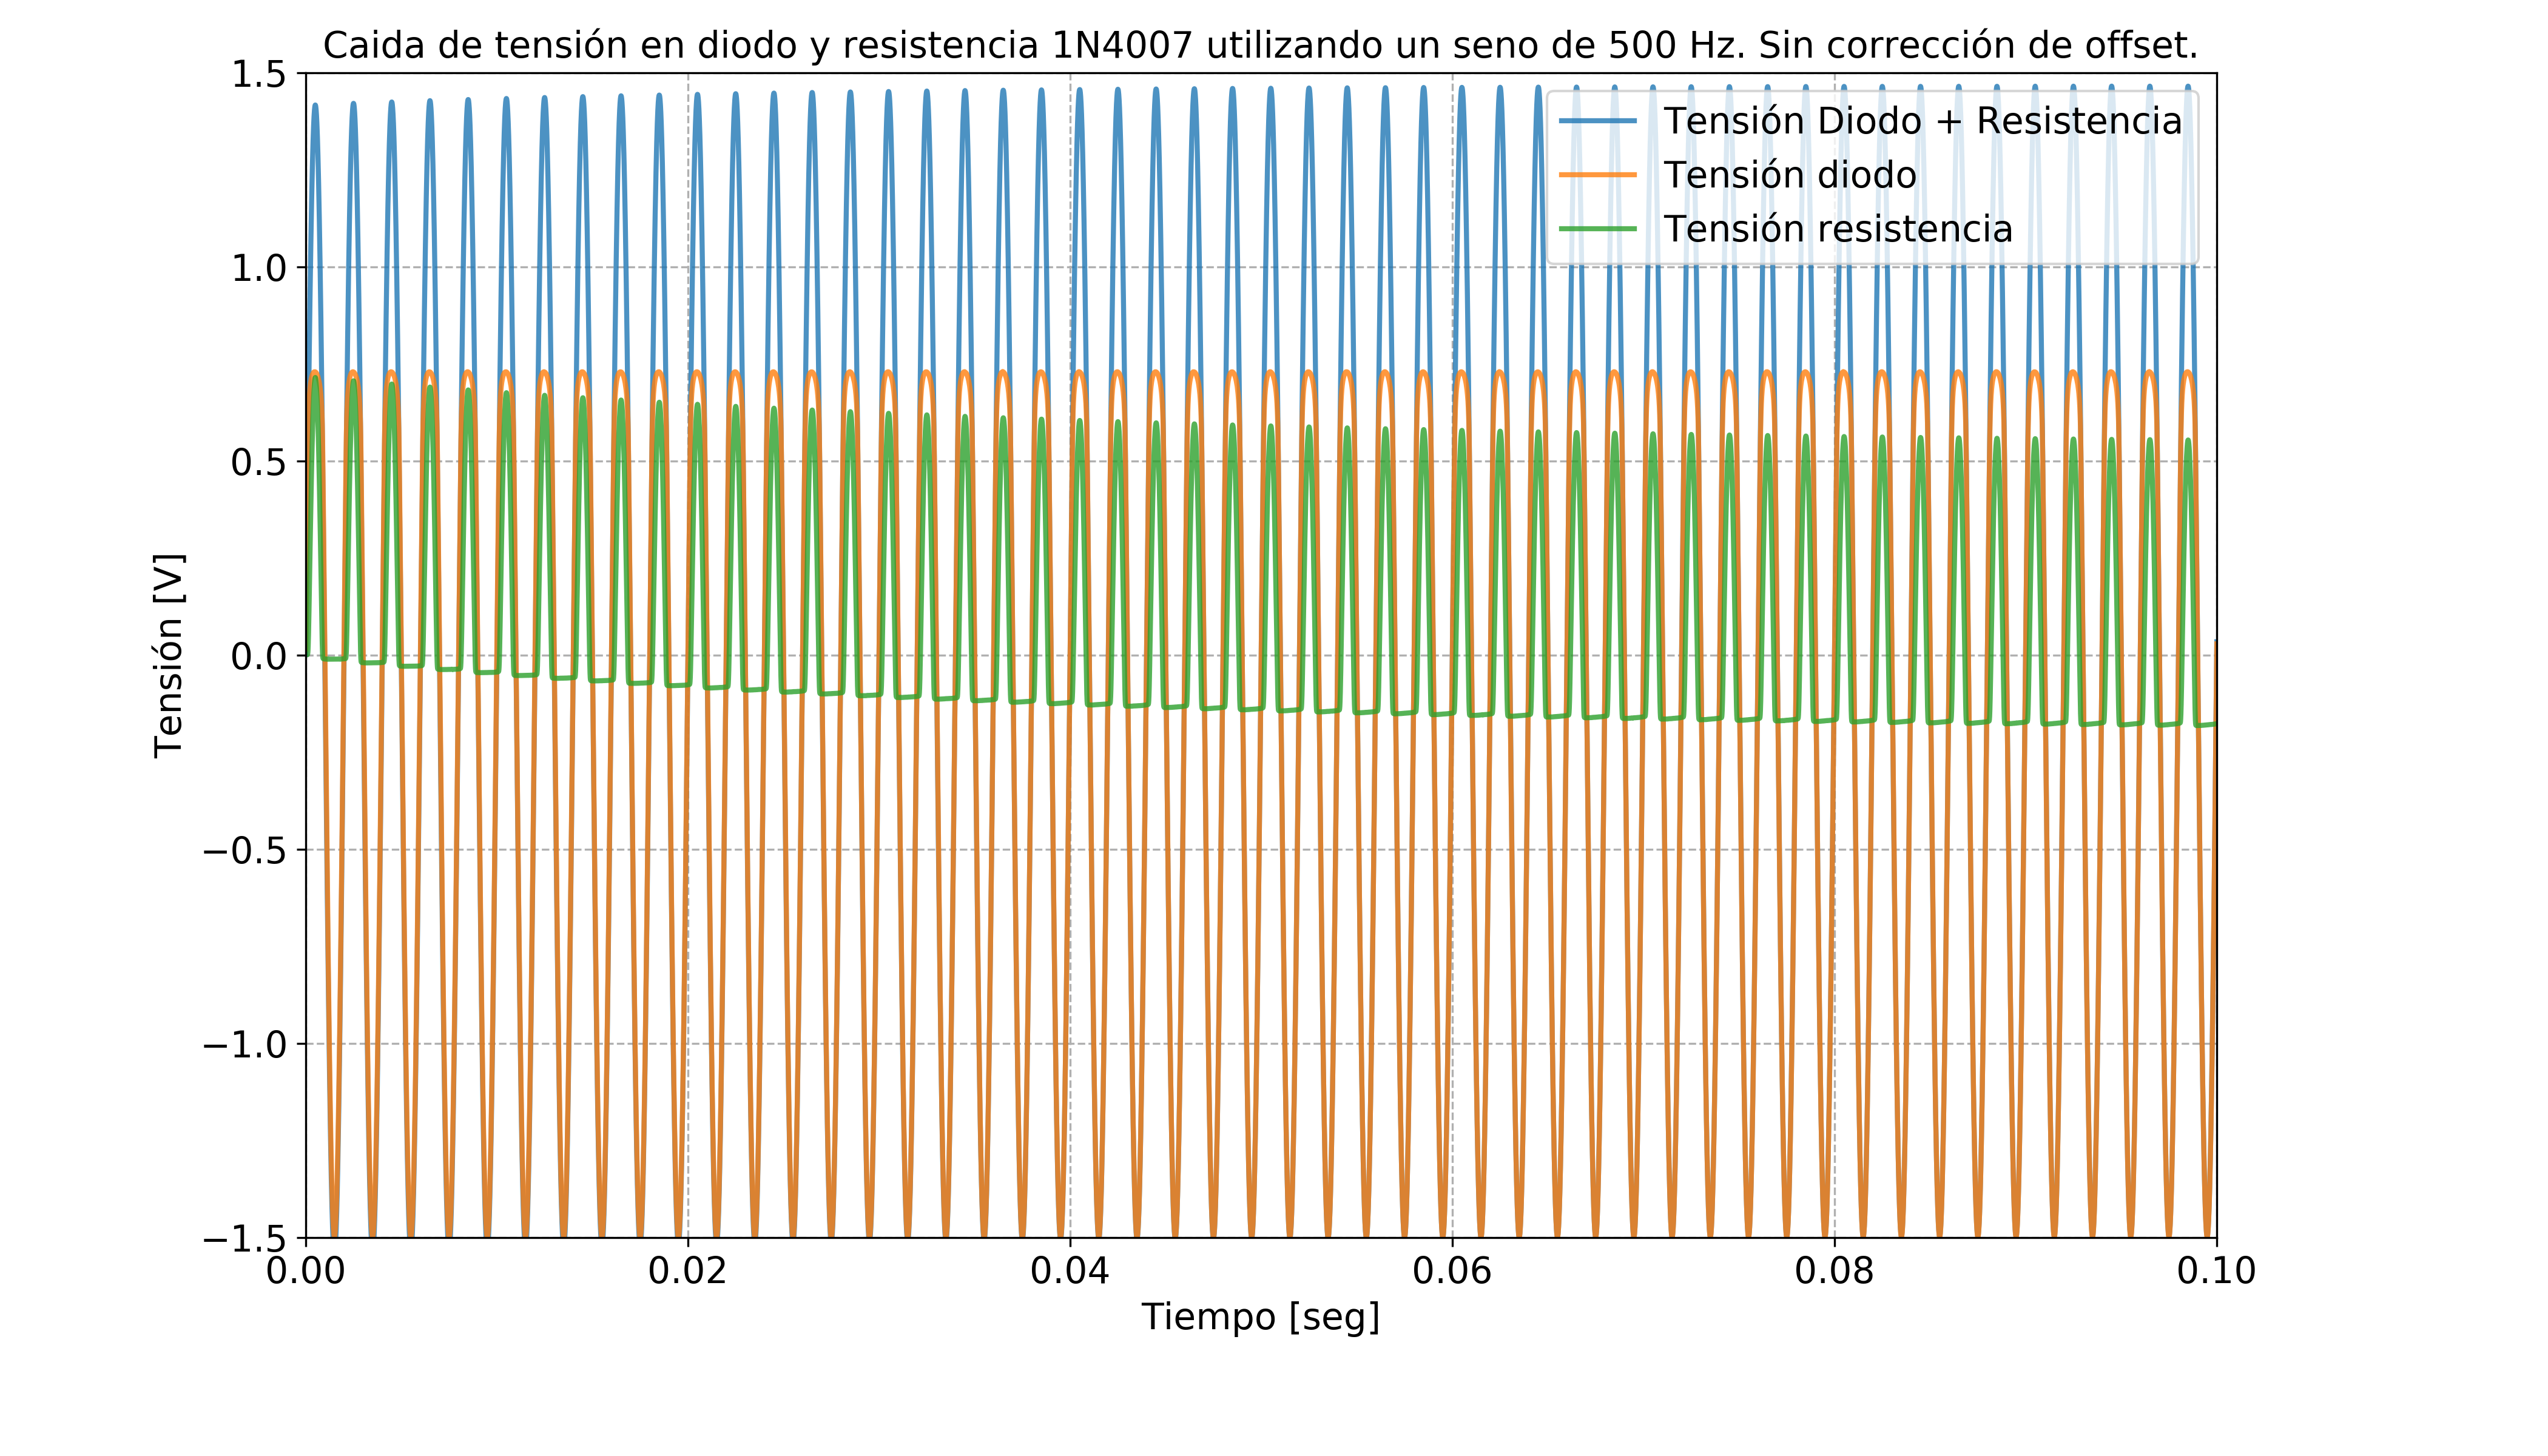 Caida de tensión en diodo y resistencia 1N4007 utilizando un seno de 500 Hz. Sin corrección de offset.
1.5
1.0
0.5
0.0
−0.5
−1.0
−1.5
Tensión [V]
Tensión Diodo + Resistencia
Tensión diodo
Tensión resistencia
0.00 0.02 0.04 0.06 0.08 0.10
Tiempo [seg]